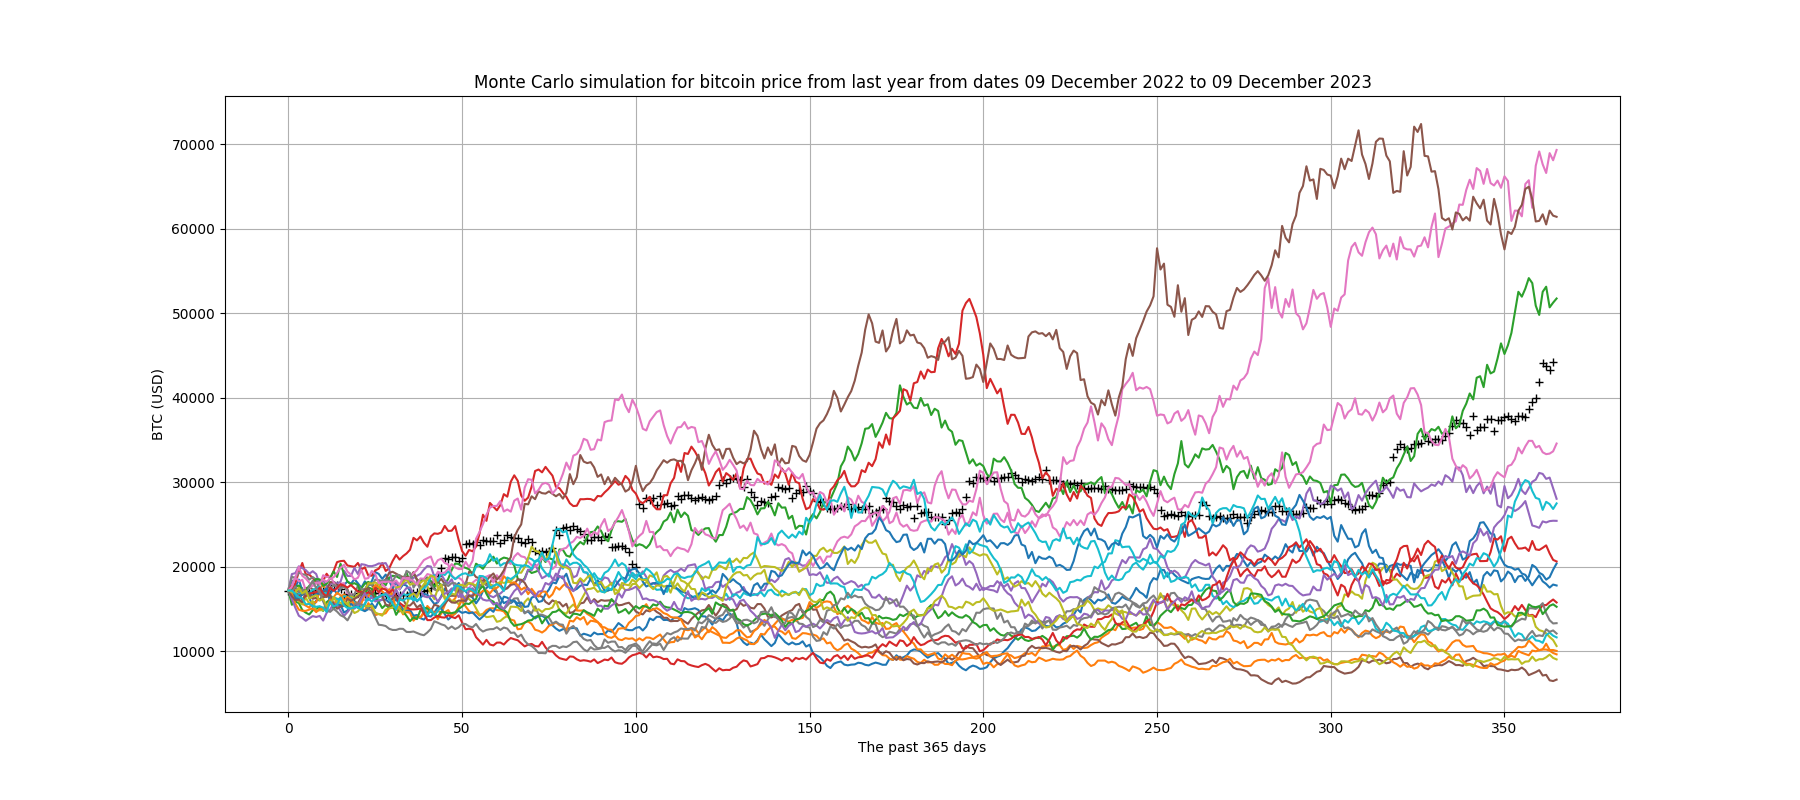 Monte Carlo simulation for bitcoin price from last year from dates 09 December 2022 to 09 December 2023
70000
60000
50000
40000
30000
20000
10000
BTC (USD)
0 50 100 150 200 250 300 350
The past 365 days